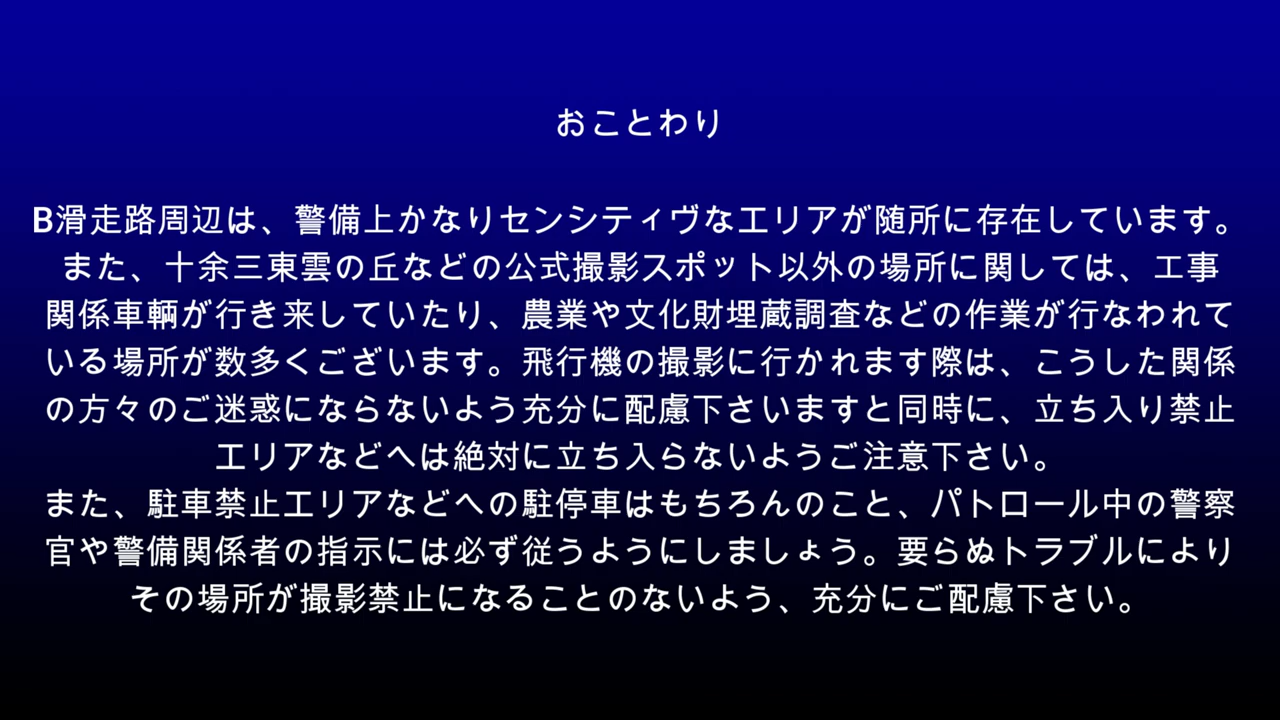 おことわり
B滑走路周辺は、警備上かなりセンシティヴなエリアが随所に存在しています。
また、十余三東雲の丘などの公式撮影スポット以外の場所に関しては、工事
関係車輌が行き来していたり、農業や文化財埋蔵調査などの作業が行なわれて
いる場所が数多くございます。飛行機の撮影に行かれます際は、こうした関係
の方々のご迷惑にならないよう充分に配慮下さいますと同時に、立ち入り禁止
エリアなどへは絶対に立ち入らないようご注意下さい。
また、駐車禁止エリアなどへの駐停車はもちろんのこと、パトロール中の警察
官や警備関係者の指示には必ず従うようにしましょう。要らぬトラブルにより
その場所が撮影禁止になることのないよう、充分にご配慮下さい。